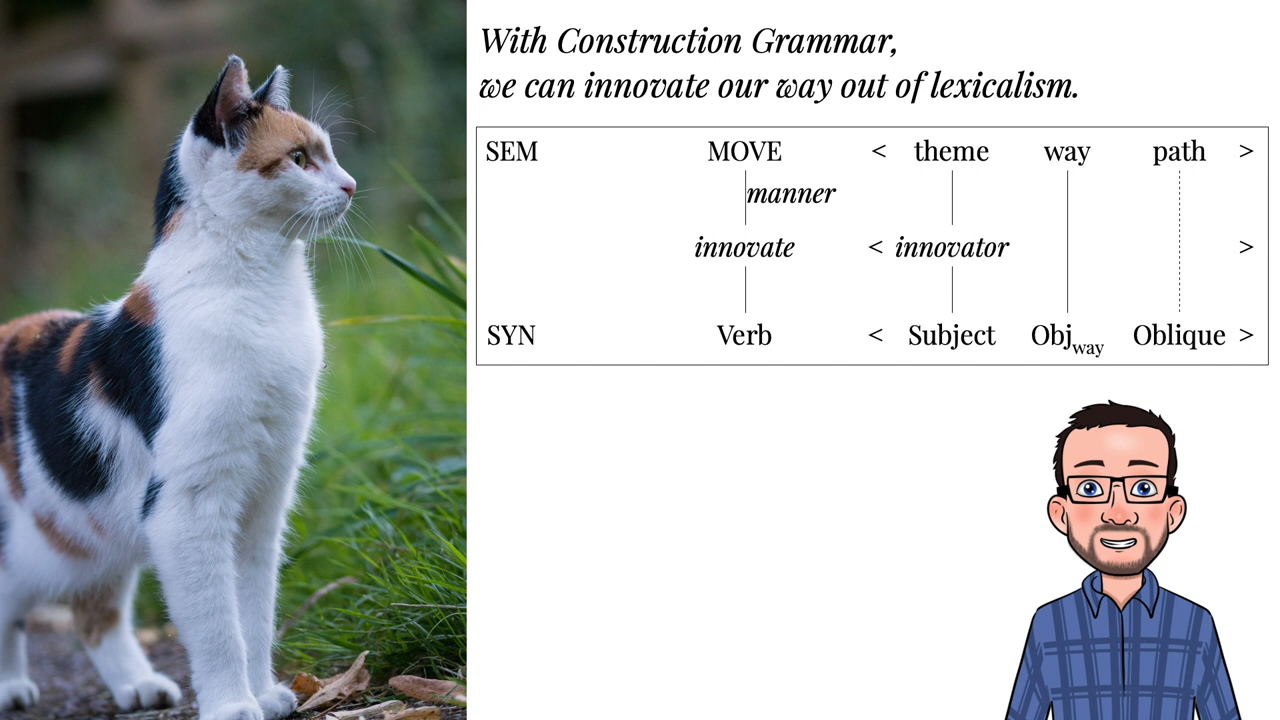 With Construction Grammar,
we can innovate our way out of lexicalism.
SEM MOVE < theme way path >
manner
innovate < innovator >
SYN Verb < Subject Obj_way Oblique >